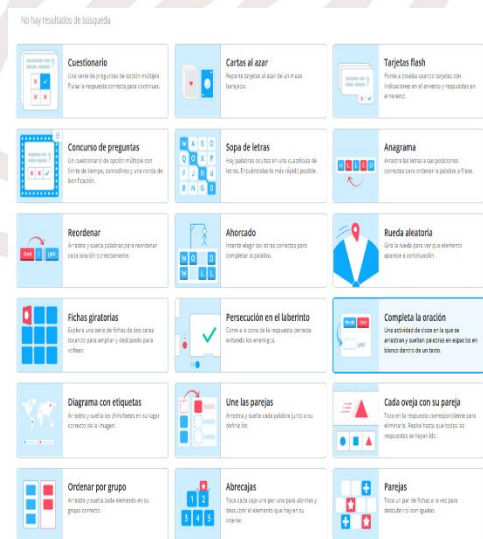 No hay resultados de búsqueda
Cuestionario
Una serie de preguntas de opción múltiple.
Pulsa la respuesta correcta para continuar.
Cartas al azar
Reparte tarjetas al azar de un mazo
barajado.
Tarjetas flash
Ponte a prueba usando tarjetas con
indicaciones en el anverso y respuestas en
el reverso.
Concurso de preguntas
Un cuestionario de opción múltiple con
límite de tiempo, comodines y una ronda de
bonificación.
Sopa de letras
Hay palabras ocultas en una cuadrícula de
letras. Encuéntralas lo más rápido posible.
Anagrama
Arrastra las letras a sus posiciones
correctas para ordenar la palabra o frase.
Reordenar
Arrastra y suelta palabras para reordenar
cada oración correctamente.
Ahorcado
Intenta elegir las letras correctas para
completar la palabra.
Rueda aleatoria
Gira la rueda para ver qué elemento
aparece a continuación.
Fichas giratorias
Explora una serie de fichas de dos caras
tocando para ampliar y deslizando para
voltear.
Persecución en el laberinto
Corre a la zona de la respuesta correcta
evitando los enemigos.
Completa la oración
Una actividad de cloze en la que se
arrastran y sueltan palabras en espacios en
blanco dentro de un texto.
Diagrama con etiquetas
Arrastra y suelta las chinchetas en su lugar
correcto de la imagen.
Une las parejas
Arrastra y suelta cada palabra junto a su
definición.
Cada oveja con su pareja
Toca en la respuesta correspondiente para
eliminarla. Repite hasta que todas las
respuestas se hayan ido.
Ordenar por grupo
Arrastra y suelta cada elemento en su
grupo correcto.
Abrecajas
Toca cada caja una por una para abrirlas y
descubrir el elemento que hay en su
interior.
Parejas
Toca un par de fichas a la vez para
descubrir si son iguales.